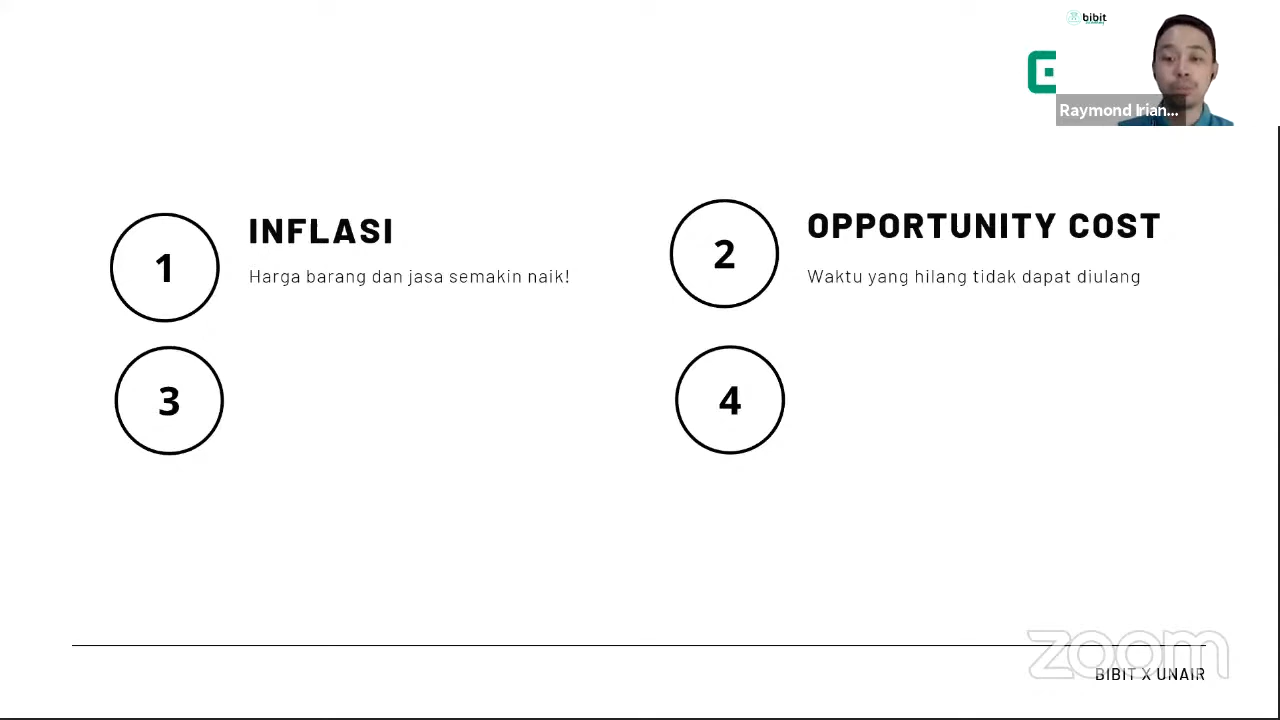 bibit
Raymond Irian...
1
INFLASI
Harga barang dan jasa semakin naik!
2
OPPORTUNITY COST
Waktu yang hilang tidak dapat diulang
3
4
zoom
BIBIT X UNAIR